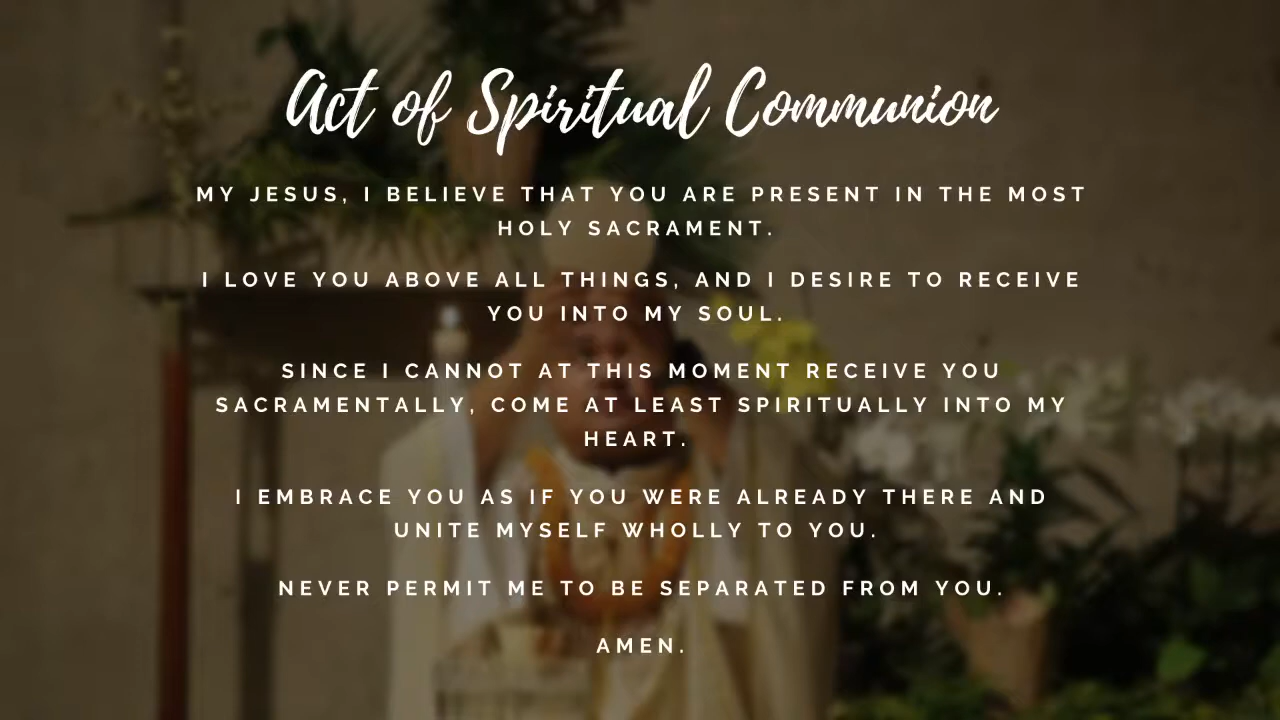 Act of Spiritual Communion
MY JESUS, I BELIEVE THAT YOU ARE PRESENT IN THE MOST
HOLY SACRAMENT.
I LOVE YOU ABOVE ALL THINGS, AND I DESIRE TO RECEIVE
YOU INTO MY SOUL.
SINCE I CANNOT AT THIS MOMENT RECEIVE YOU
SACRAMENTALLY, COME AT LEAST SPIRITUALLY INTO MY
HEART.
I EMBRACE YOU AS IF YOU WERE ALREADY THERE AND
UNITE MYSELF WHOLLY TO YOU.
NEVER PERMIT ME TO BE SEPARATED FROM YOU.
AMEN.